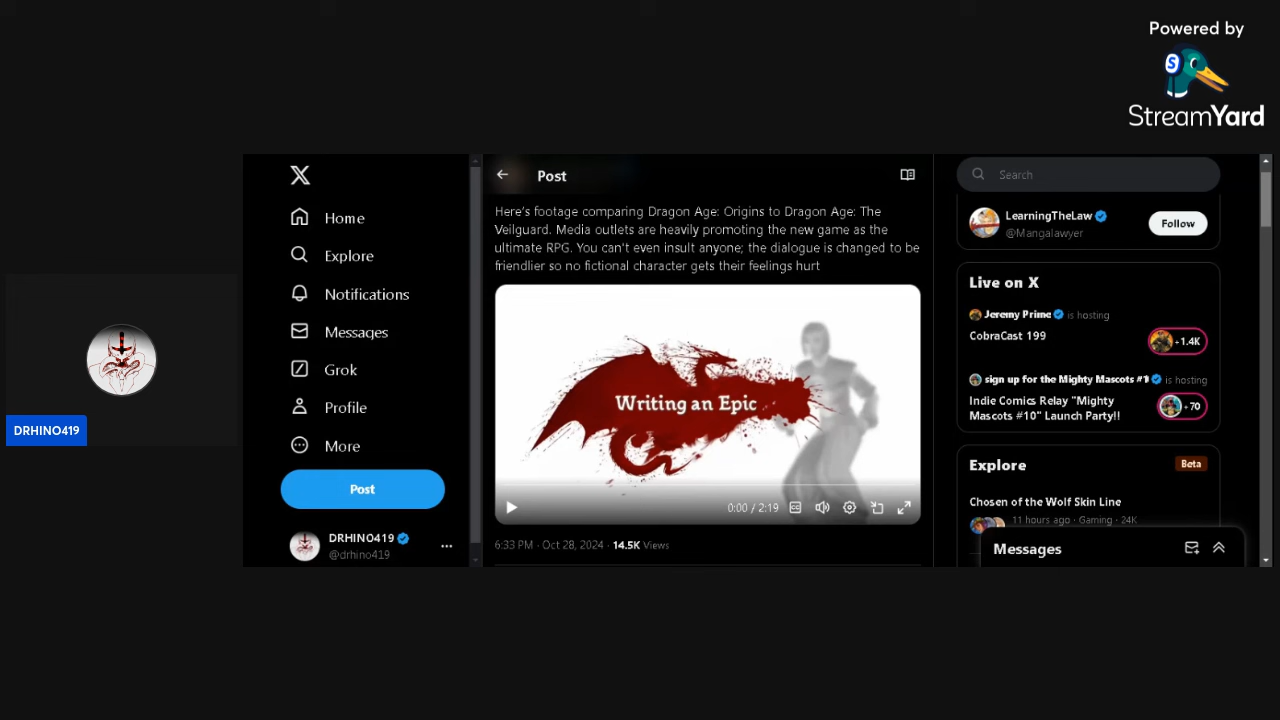 Powered by
StreamYard
DRHINO419
Home
Explore
Notifications
Messages
Grok
Profile
More
Post
DRHINO419
@drhino419
Post
Here's footage comparing Dragon Age: Origins to Dragon Age: The
Veilguard. Media outlets are heavily promoting the new game as the
ultimate RPG. You can't even insult anyone; the dialogue is changed to be
friendlier so no fictional character gets their feelings hurt
Writing an Epic
0:00 / 2:19
6:33 PM · Oct 28, 2024 · 14.5K Views
Search
LearningTheLaw
@Mangalawyer
Follow
Live on X
Jeremy Prime is hosting
CobraCast 199
+1.4K
sign up for the Mighty Mascots #1 is hosting
Indie Comics Relay "Mighty
Mascots #10" Launch Party!!
+70
Explore
Beta
Chosen of the Wolf Skin Line
11 hours ago · Gaming · 24K
Messages